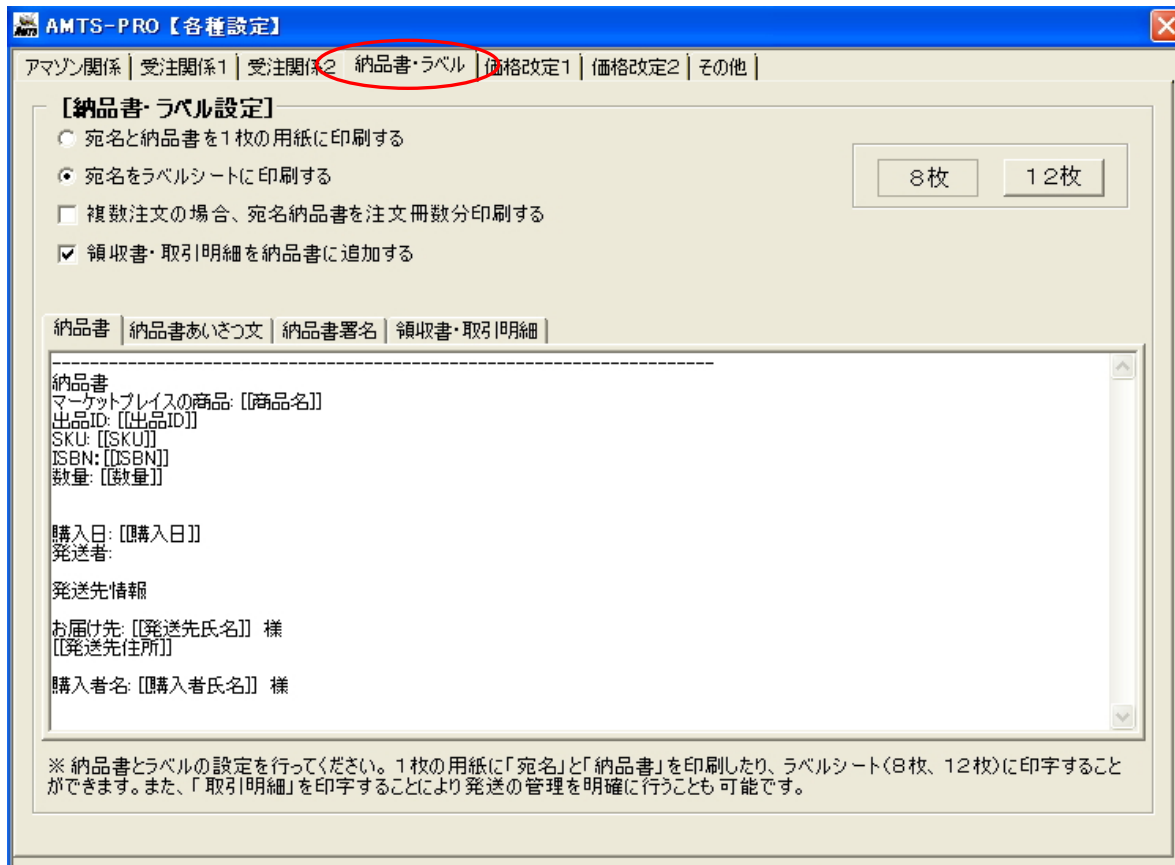 AMTS-PRO【各種設定】
アマゾン関係 受注関係1 受注関係2 納品書・ラベル 価格改定1 価格改定2 その他
[納品書・ラベル設定]
宛名と納品書を1枚の用紙に印刷する
宛名をラベルシートに印刷する
8枚 12枚
複数注文の場合、宛名納品書を注文冊数分印刷する
領収書・取引明細を納品書に追加する
納品書 納品書あいさつ文 納品書署名 領収書・取引明細
----------------------------------------------------------------------
納品書
マーケットプレイスの商品: [[商品名]]
出品ID: [[出品ID]]
SKU: [[SKU]]
ISBN: [[ISBN]]
数量: [[数量]]
購入日: [[購入日]]
発送者:
発送先情報
お届け先: [[発送先氏名]] 様
[[発送先住所]]
購入者名: [[購入者氏名]] 様
※納品書とラベルの設定を行ってください。1枚の用紙に「宛名」と「納品書」を印刷したり、ラベルシート(8枚、12枚)に印字すること
ができます。また、「取引明細」を印字することにより発送の管理を明確に行うことも可能です。